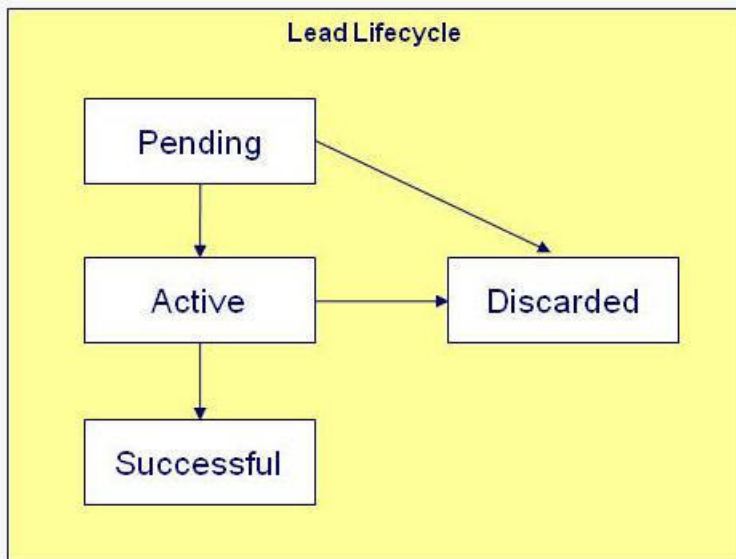 Lead Lifecycle
Pending
Active
Discarded
Successful